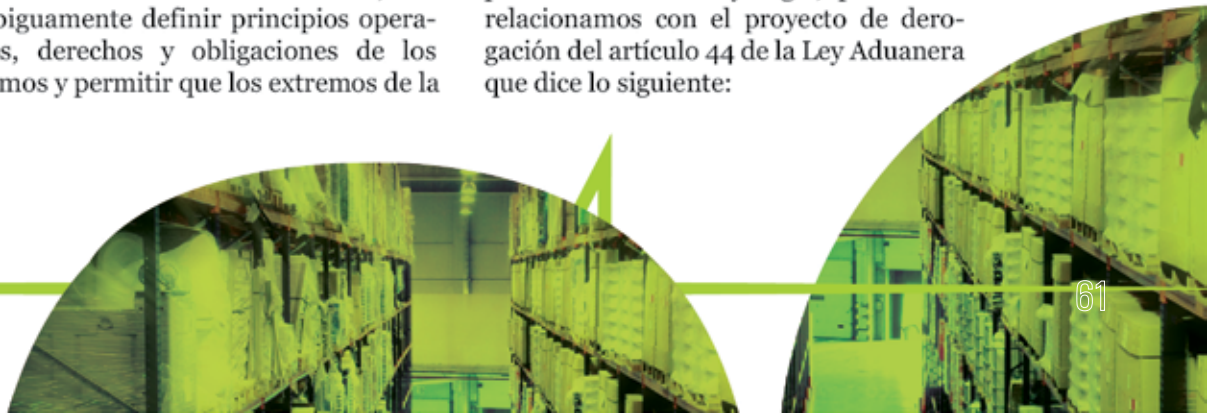 biguamente definir principios opera-
s, derechos y obligaciones de los
mos y permitir que los extremos de la
relacionamos con el proyecto de dero-
gación del artículo 44 de la Ley Aduanera
que dice lo siguiente:
61